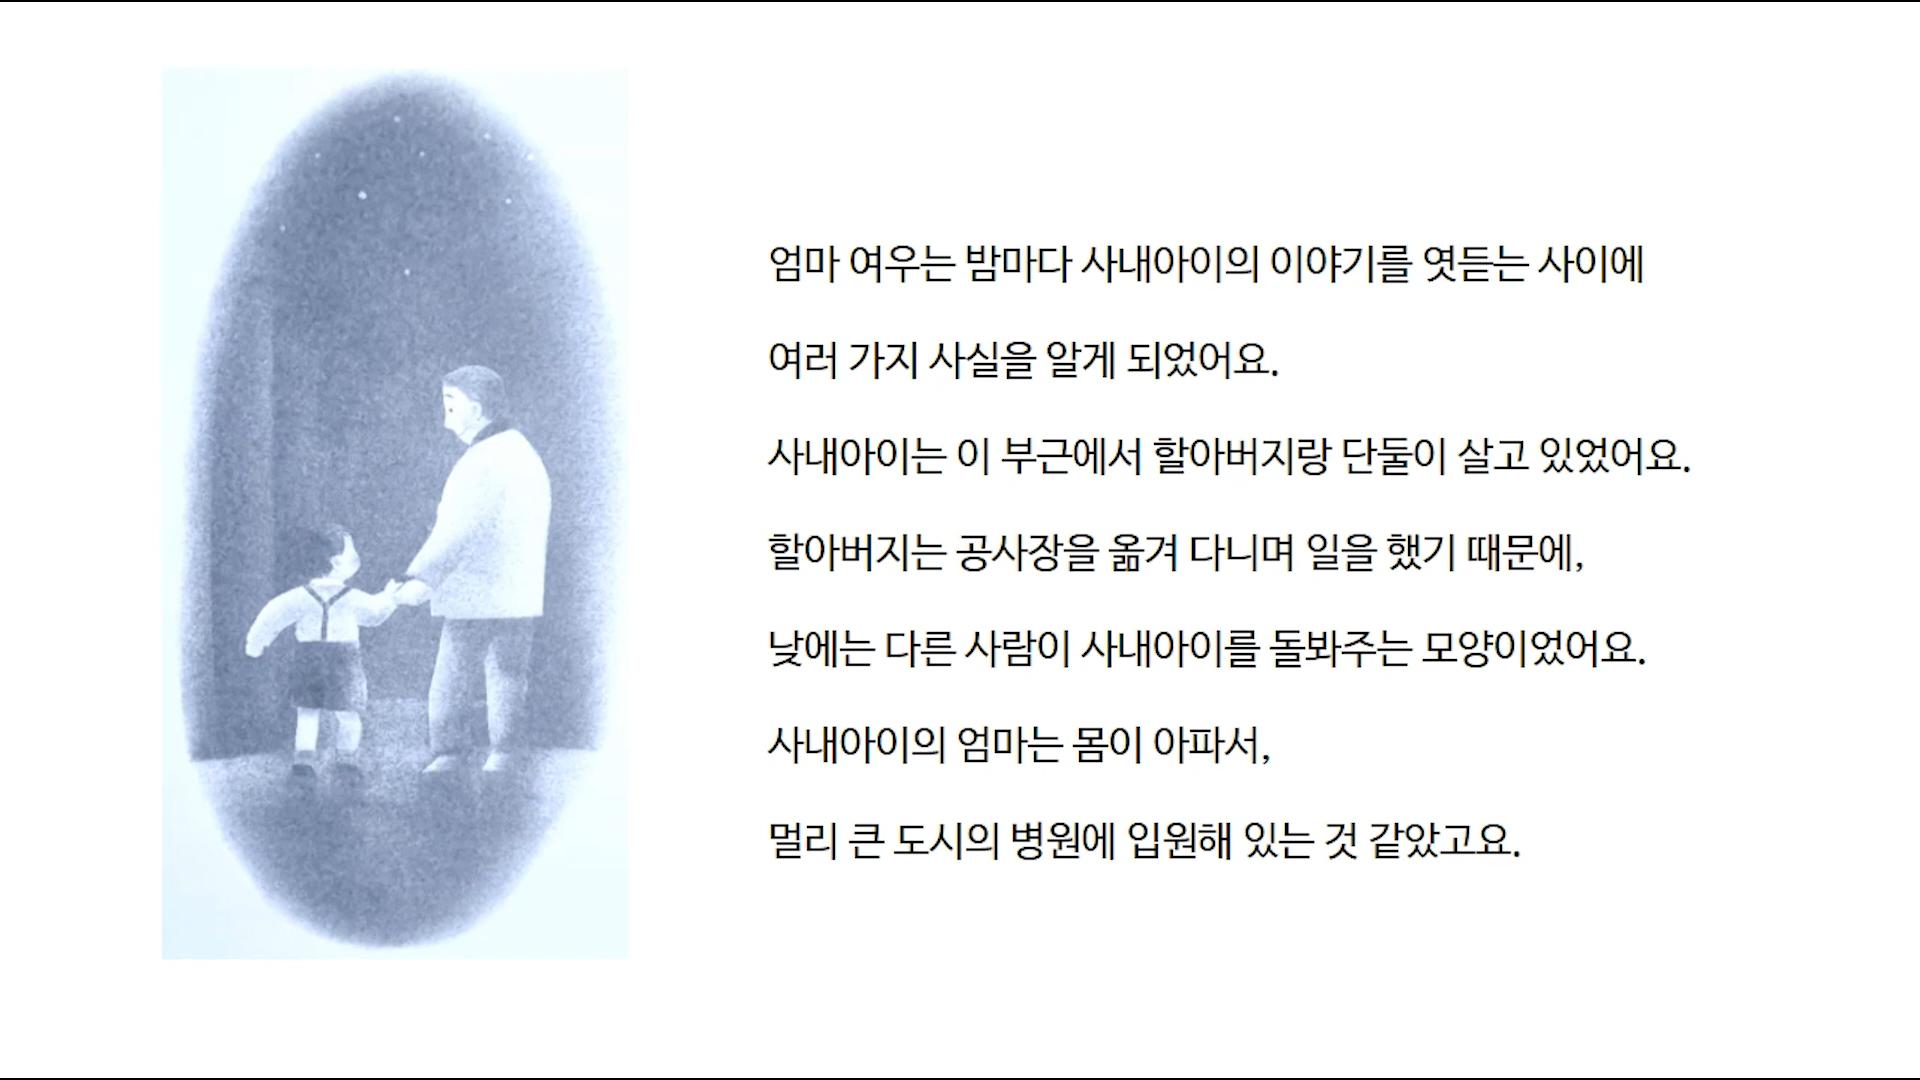 엄마 여우는 밤마다 사내아이의 이야기를 엿듣는 사이에
여러 가지 사실을 알게 되었어요.
사내아이는 이 부근에서 할아버지랑 단둘이 살고 있었어요.
할아버지는 공사장을 옮겨 다니며 일을 했기 때문에,
낮에는 다른 사람이 사내아이를 돌봐주는 모양이었어요.
사내아이의 엄마는 몸이 아파서,
멀리 큰 도시의 병원에 입원해 있는 것 같았고요.